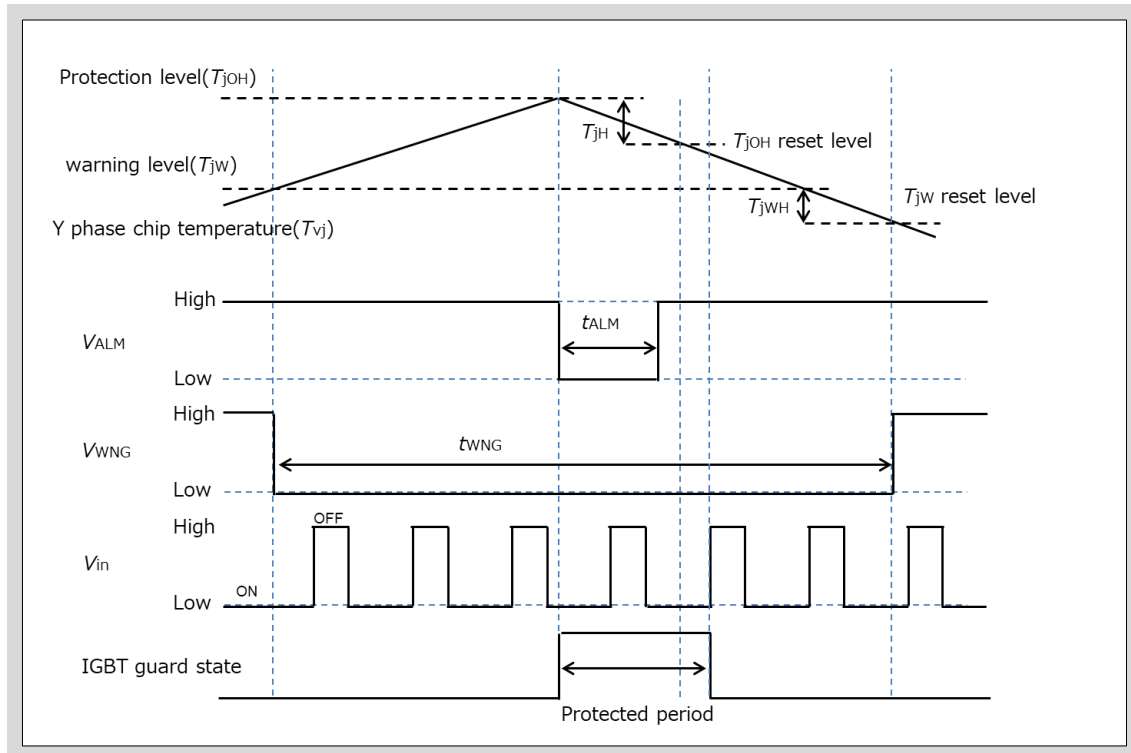 Protection level(TjOH)
TjH
TjOH reset level
warning level(TjW)
TjWH
TjW reset level
Y phase chip temperature(Tvj)
High
tALM
VALM
Low
High
VWNG
tWNG
Low
OFF
High
Vin
ON
Low
IGBT guard state
Protected period